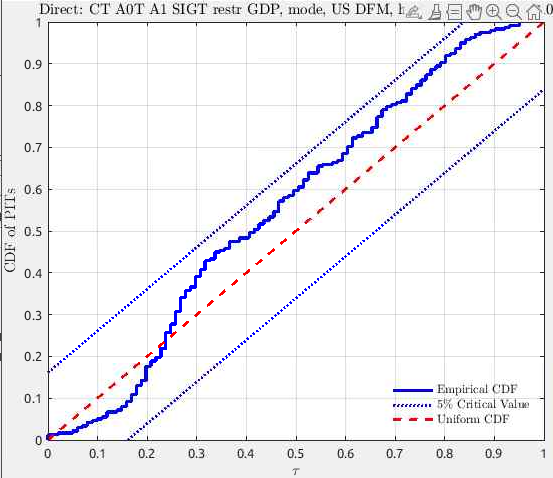 Direct: CT A0T A1 SIGT restr GDP, mode, US DFM,
1
0.9
0.8
0.7
0.6
0.5
0.4
0.3
0.2
0.1
0
CDF of PITs
Empirical CDF
5% Critical Value
Uniform CDF
0 0.1 0.2 0.3 0.4 0.5 0.6 0.7 0.8 0.9 1
τ